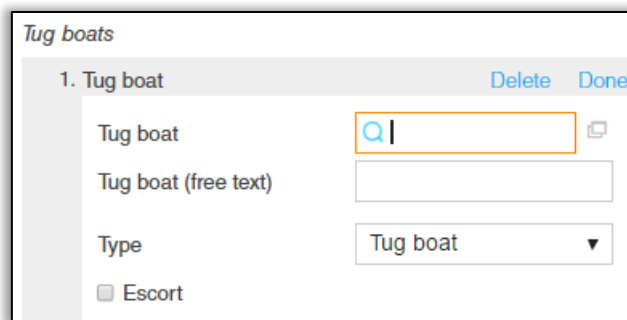 Tug boats
1. Tug boat Delete Done
Tug boat
Tug boat (free text)
Type Tug boat
Escort